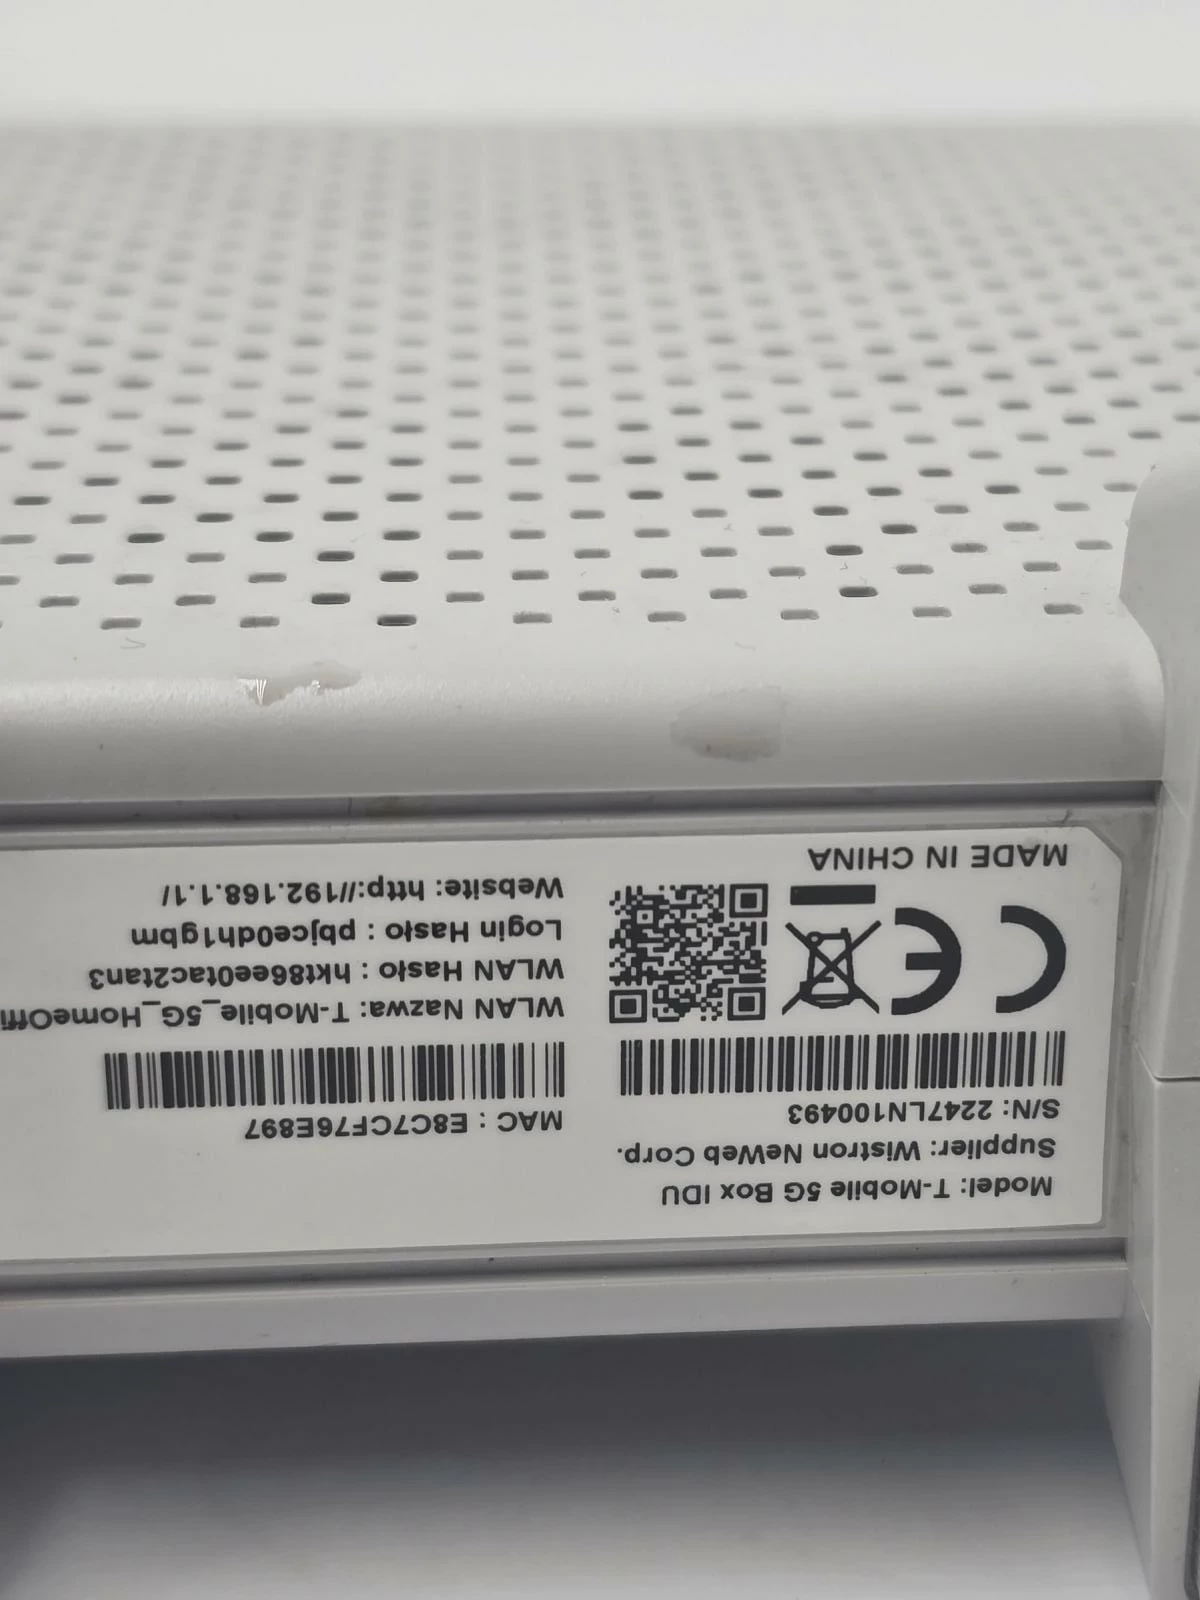 Model: T-Mobile 5G Box IDU
Supplier: Wistron NeWeb Corp.
S/N: 2247LN100493
MADE IN CHINA
MAC : E8C7CF76E897
WLAN Nazwa: T-Mobile_5G_HomeOffi
WLAN Hasło : hkt86ee0tac2tan3
Login Hasło : pbjce0dh1gbm
Website: http://192.168.1.1/